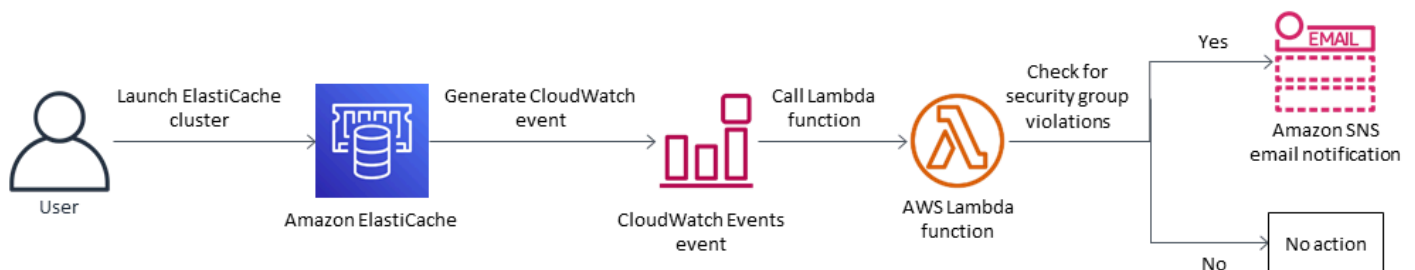 Launch ElastiCache
cluster
User
Amazon ElastiCache
Generate CloudWatch
event
CloudWatch Events
event
Call Lambda
function
AWS Lambda
function
Check for
security group
violations
Yes
EMAIL
Amazon SNS
email notification
No action
No